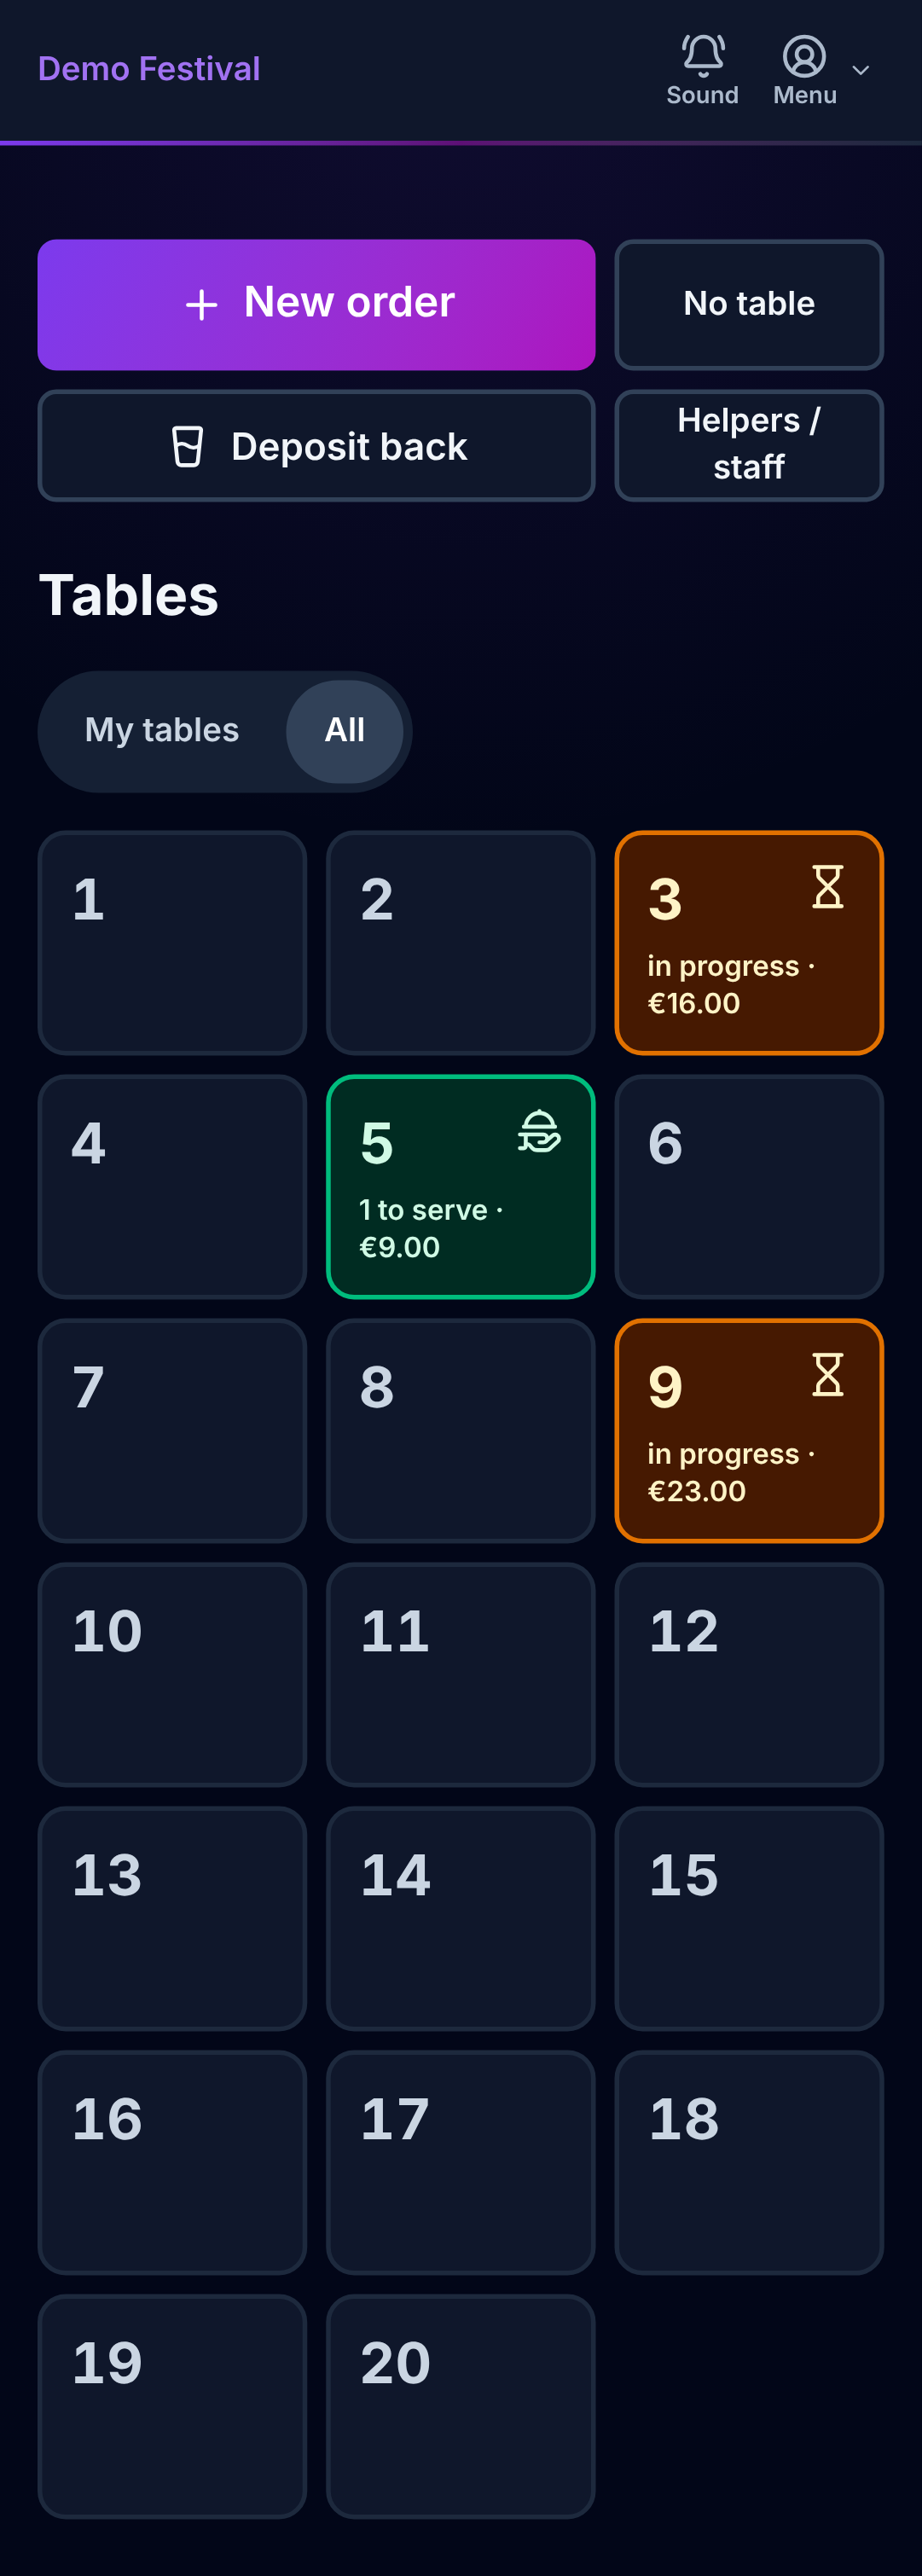 Demo Festival
Sound
Menu
New order
No table
Deposit back
Helpers /
staff
Tables
My tables
All
1
2
3
in progress ·
€16.00
4
5
1 to serve ·
€9.00
6
7
8
9
in progress ·
€23.00
10
11
12
13
14
15
16
17
18
19
20